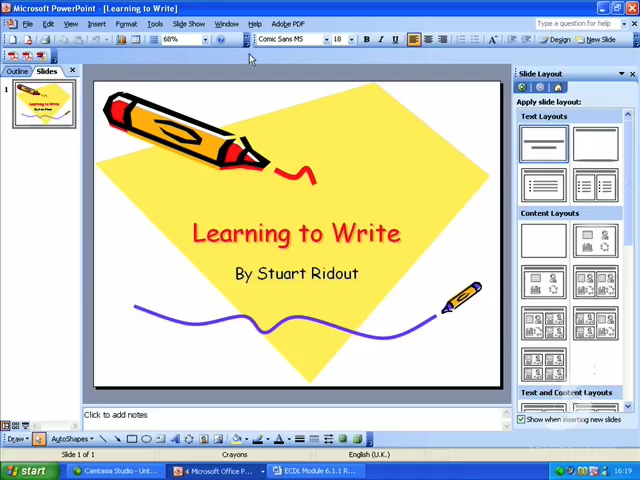 Microsoft PowerPoint - [Learning to Write]
File Edit View Insert Format Tools Slide Show Window Help Adobe PDF
Type a question for help
68%
Comic Sans MS
18
B I U
Design
New Slide
Outline
Slides
Slide Layout
Apply slide layout:
Text Layouts
1
Learning to Write
By Stuart Ridout
Content Layouts
Text and Content Layouts
Click to add notes
Show when inserting new slides
Draw
AutoShapes
Slide 1 of 1
Crayons
English (U.K.)
start
Camtasia Studio - Unt...
4 Microsoft Office P...
ECDL Module 6.1.1 R...
16:19